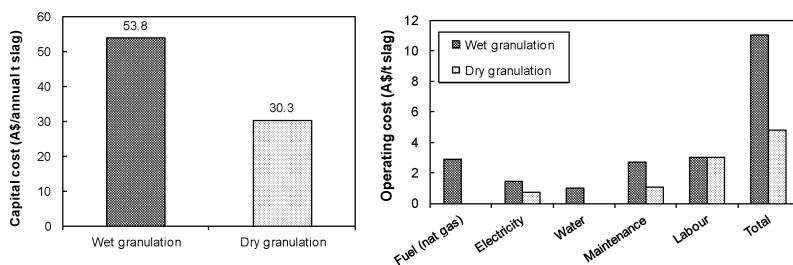 Capital cost (A$/annual t slag)
60
50
40
30
20
10
0
53.8
30.3
Wet granulation
Dry granulation
Operating cost (A$/t slag)
12
10
8
6
4
2
0
Wet granulation
Dry granulation
Fuel (nat gas)
Electricity
Water
Maintenance
Labour
Total